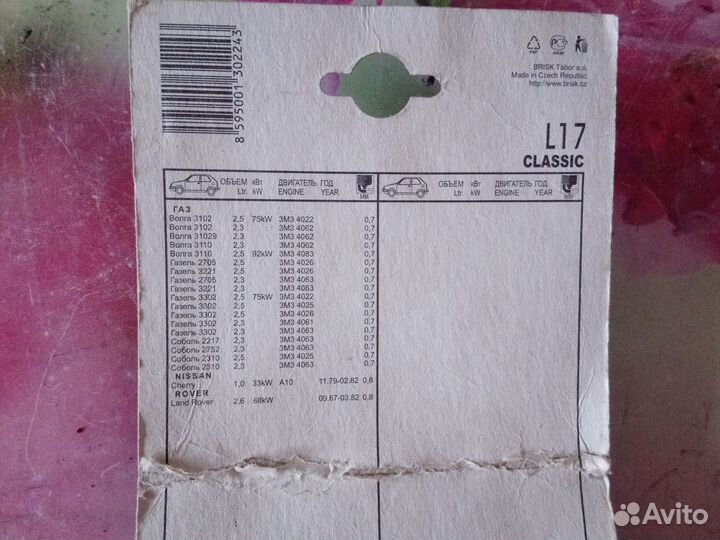 8 595001 302243
PAP
АЯ56
BRISK Tábor a.s.
Made in Czech Republic
http://www.brisk.cz
L17
CLASSIC
ОБЪЕМ кВт ДВИГАТЕЛЬ ГОД ОБЪЕМ кВт ДВИГАТЕЛЬ ГОД
Ltr. kW ENGINE YEAR MM Ltr. kW ENGINE YEAR MM
ГАЗ
Волга 3102 2,5 75kW ЗМЗ 4022 0,7
Волга 3102 2,3 ЗМЗ 4062 0,7
Волга 31029 2,3 ЗМЗ 4062 0,7
Волга 3110 2,3 ЗМЗ 4062 0,7
Волга 3110 2,5 92kW ЗМЗ 4083 0,7
Газель 2705 2,5 ЗМЗ 4026 0,7
Газель 3221 2,5 ЗМЗ 4026 0,7
Газель 2705 2,3 ЗМЗ 4063 0,7
Газель 3221 2,3 ЗМЗ 4063 0,7
Газель 3302 2,5 75kW ЗМЗ 4022 0,7
Газель 3302 2,5 ЗМЗ 4025 0,7
Газель 3302 2,5 ЗМЗ 4026 0,7
Газель 3302 2,3 ЗМЗ 4061 0,7
Газель 3302 2,3 ЗМЗ 4063 0,7
Соболь 2217 2,3 ЗМЗ 4063 0,7
Соболь 2752 2,3 ЗМЗ 4063 0,7
Соболь 2310 2,5 ЗМЗ 4025 0,7
Соболь 2310 2,3 ЗМЗ 4063 0,7
NISSAN
Cherry 1,0 33kW A10 11.79-02.82 0,8
ROVER
Land Rover 2,6 68kW 09.67-03.82 0,8
Avito